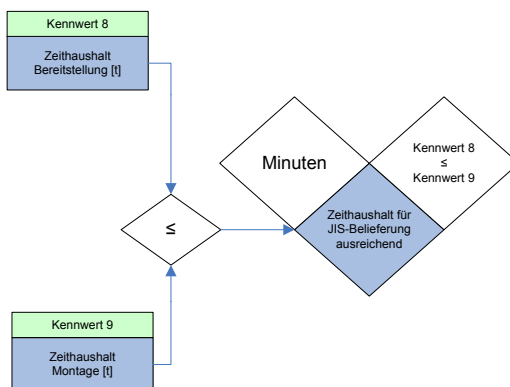 Kennwert 8
Zeithaushalt
Bereitstellung [t]
Minuten
Kennwert 8
≤
Kennwert 9
≤
Zeithaushalt für
JIS-Belieferung
ausreichend
Kennwert 9
Zeithaushalt
Montage [t]